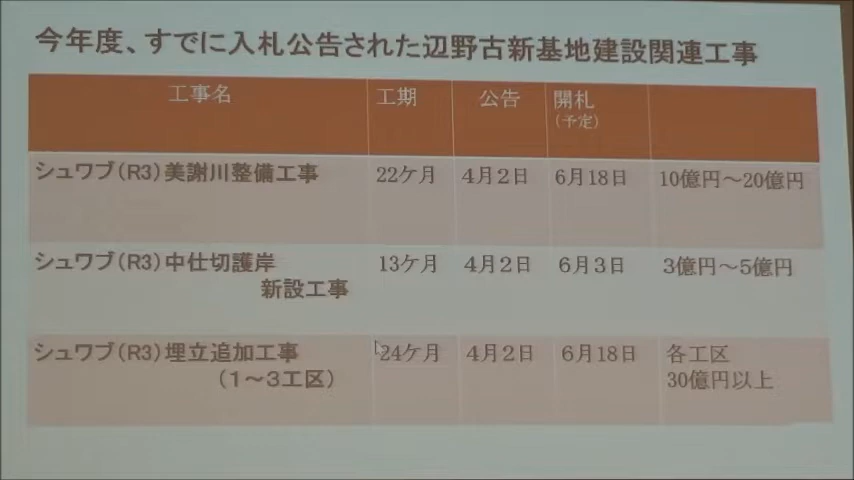 今年度、すでに入札公告された辺野古新基地建設関連工事
工事名 工期 公告 開札
(予定)
シュワブ(R3)美謝川整備工事 22ケ月 4月2日 6月18日 10億円～20億円
シュワブ(R3)中仕切護岸 13ケ月 4月2日 6月3日 3億円～5億円
新設工事
シュワブ(R3)埋立追加工事 24ケ月 4月2日 6月18日 各工区
(1～3工区) 30億円以上